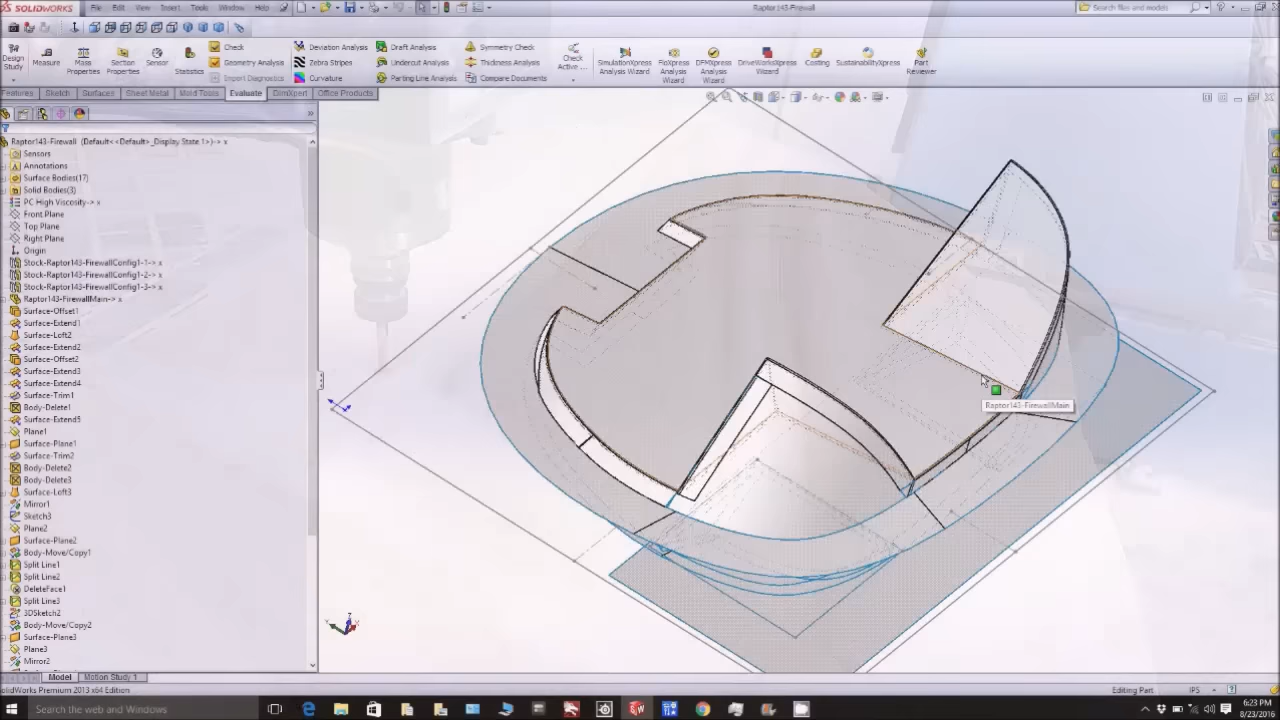 SOLIDWORKS File Edit View Insert Tools Window Help Raptor143-Firewall Search files and models
Design Study
Measure
Mass Properties
Section Properties
Sensor
Statistics
Check
Geometry Analysis
Import Diagnostics
Deviation Analysis
Zebra Stripes
Curvature
Draft Analysis
Undercut Analysis
Parting Line Analysis
Symmetry Check
Thickness Analysis
Compare Documents
Check Active ...
SimulationXpress Analysis Wizard
FloXpress Analysis Wizard
DFMXpress Analysis Wizard
DriveWorksXpress Wizard
Costing
SustainabilityXpress
Part Reviewer
Features Sketch Surfaces Sheet Metal Mold Tools Evaluate DimXpert Office Products
Raptor143-Firewall (Default<<Default>_Display State 1>)-> x
Sensors
Annotations
Surface Bodies(17)
Solid Bodies(3)
PC High Viscosity-> x
Front Plane
Top Plane
Right Plane
Origin
Stock-Raptor143-FirewallConfig1-1-> x
Stock-Raptor143-FirewallConfig1-2-> x
Stock-Raptor143-FirewallConfig1-3-> x
Raptor143-FirewallMain-> x
Surface-Offset1
Surface-Extend1
Surface-Loft2
Surface-Extend2
Surface-Offset2
Surface-Extend3
Surface-Extend4
Surface-Trim1
Body-Delete1
Surface-Extend5
Plane1
Surface-Plane1
Surface-Trim2
Body-Delete2
Body-Delete3
Surface-Loft3
Mirror1
Sketch3
Plane2
Surface-Plane2
Body-Move/Copy1
Split Line1
Split Line2
DeleteFace1
Split Line3
3DSketch2
Body-Move/Copy2
Surface-Plane3
Plane3
Mirror2
Raptor143-FirewallMain
Model Motion Study 1
SolidWorks Premium 2013 x64 Edition Editing Part IPS
Search the web and Windows
6:23 PM
8/23/2016